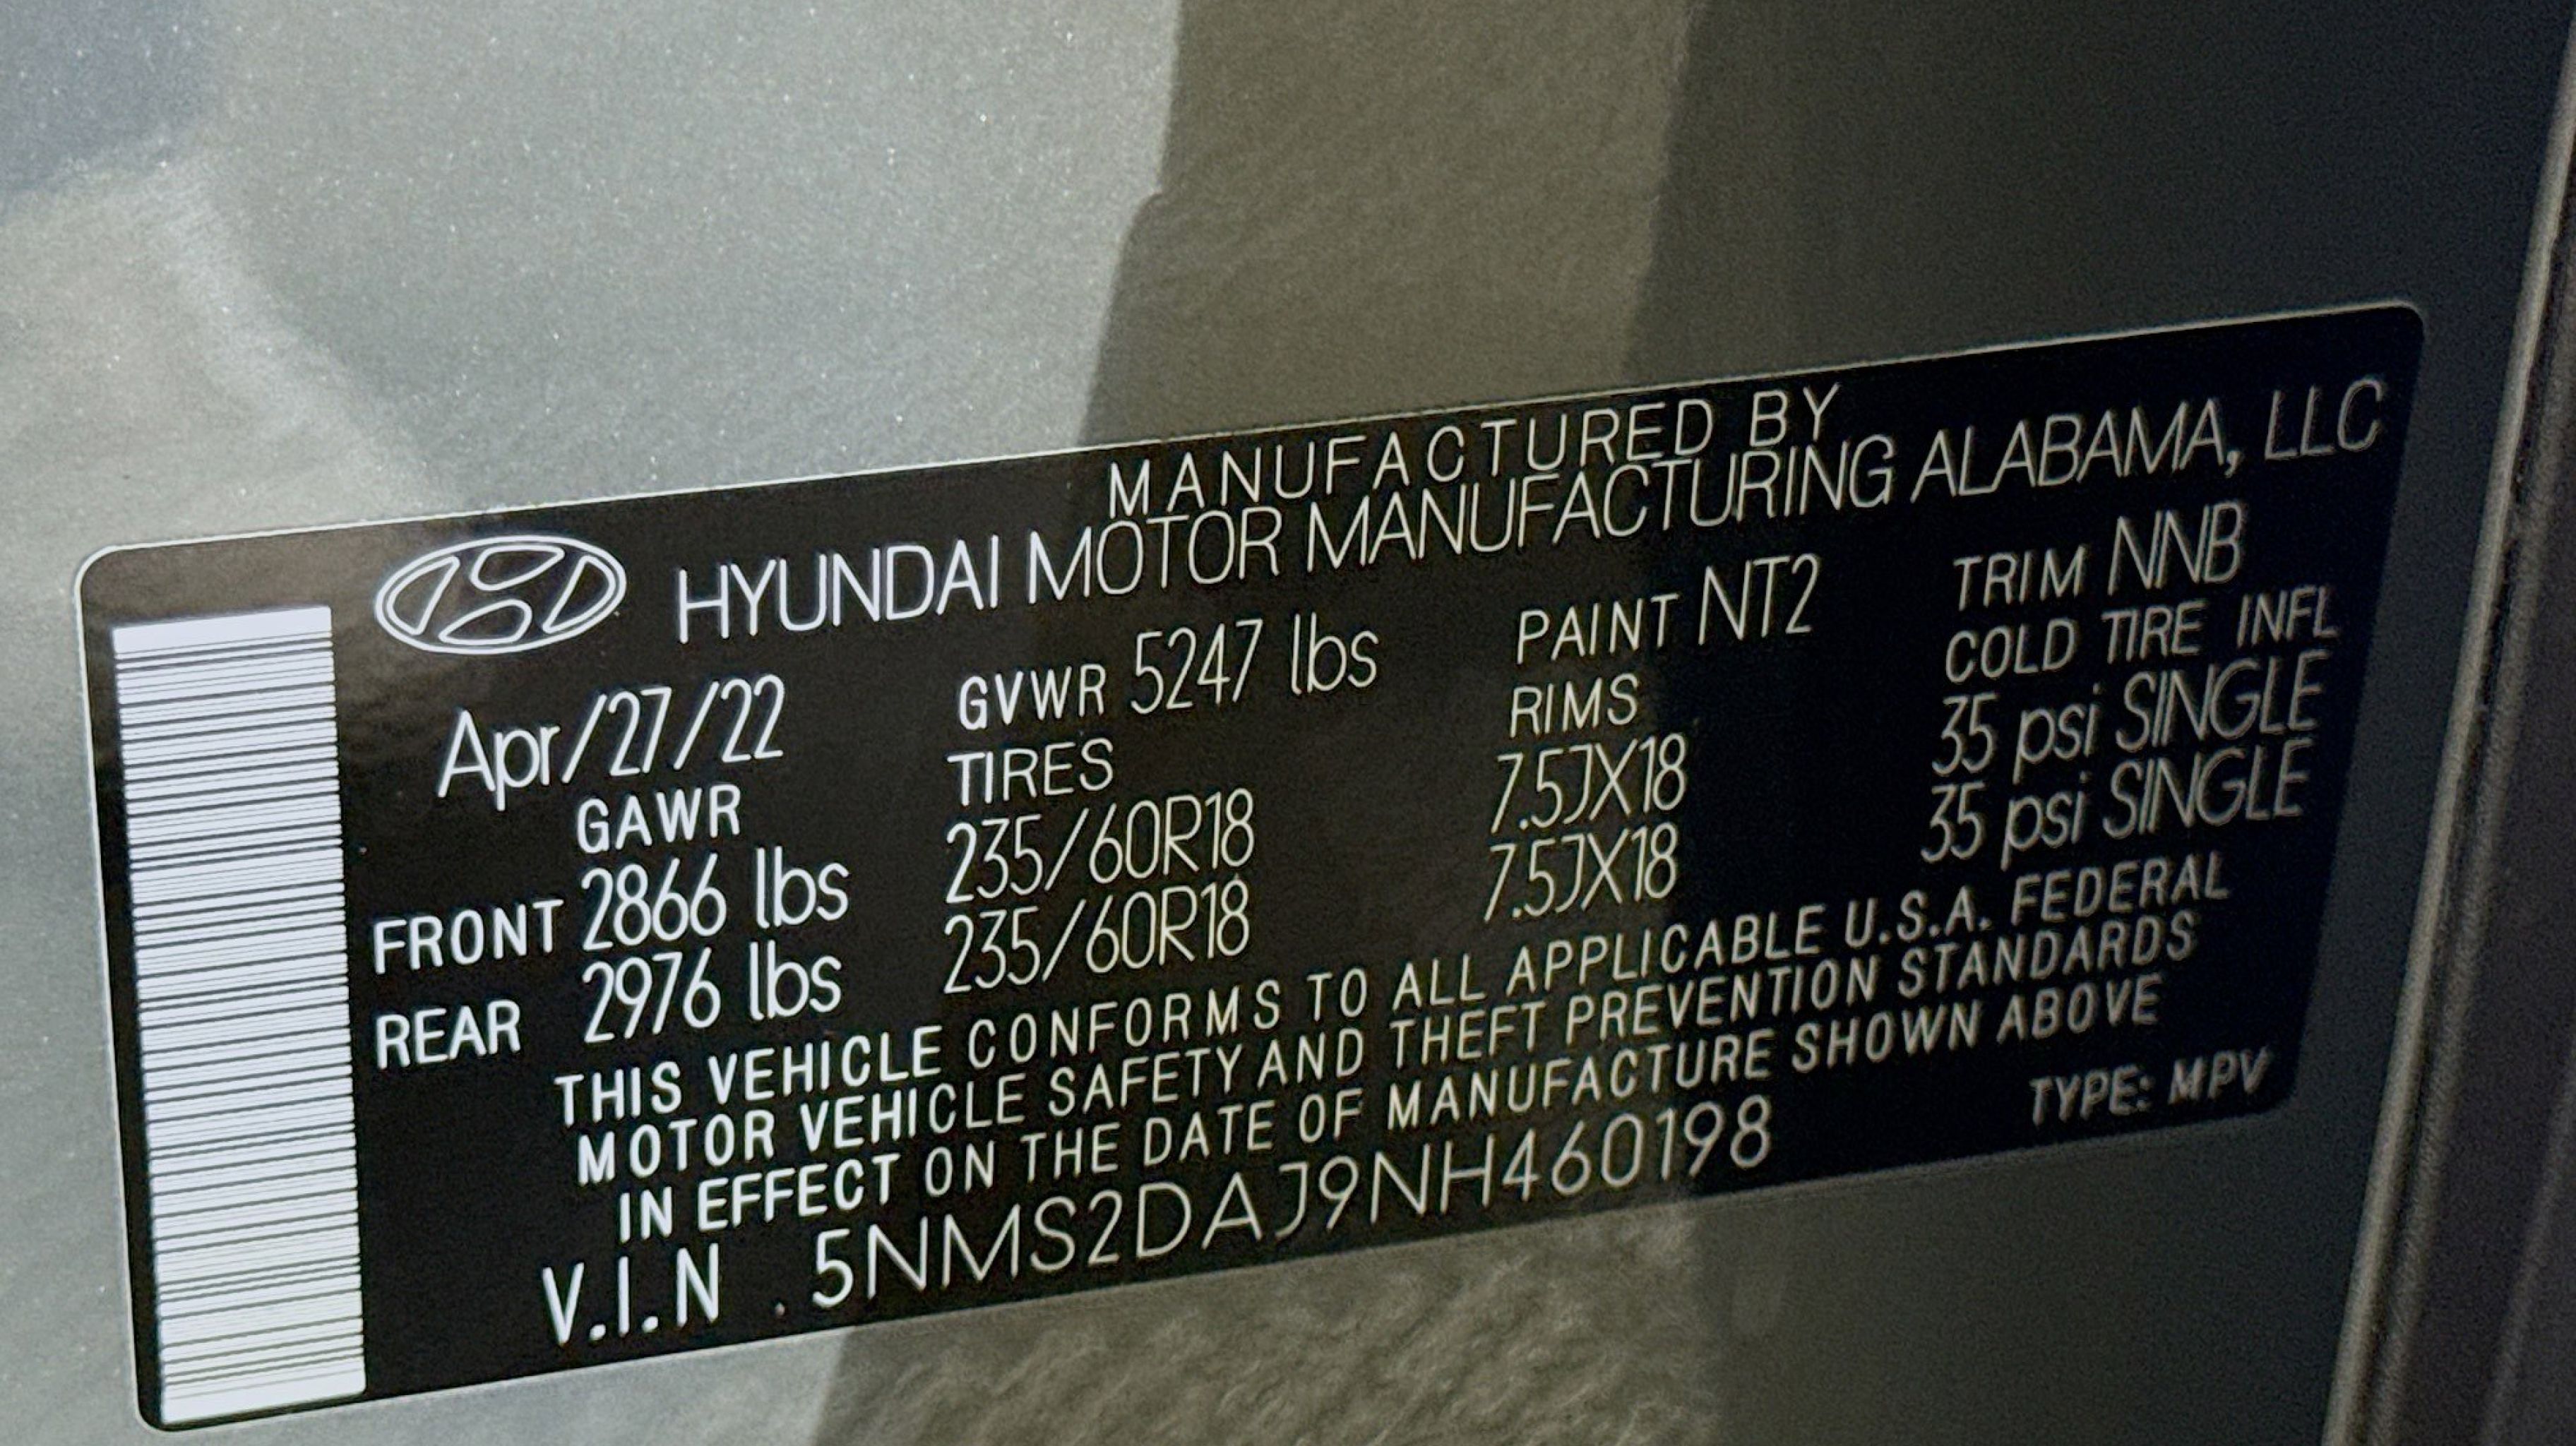 MANUFACTURED BY
HYUNDAI MOTOR MANUFACTURING ALABAMA, LLC
Apr/27/22 GVWR 5247 lbs PAINT NT2 TRIM NNB
GAWR TIRES RIMS COLD TIRE INFL
FRONT 2866 lbs 235/60R18 7.5JX18 35 psi SINGLE
REAR 2976 lbs 235/60R18 7.5JX18 35 psi SINGLE
THIS VEHICLE CONFORMS TO ALL APPLICABLE U.S.A. FEDERAL
MOTOR VEHICLE SAFETY AND THEFT PREVENTION STANDARDS
IN EFFECT ON THE DATE OF MANUFACTURE SHOWN ABOVE
V.I.N . 5NMS2DAJ9NH460198 TYPE: MPV